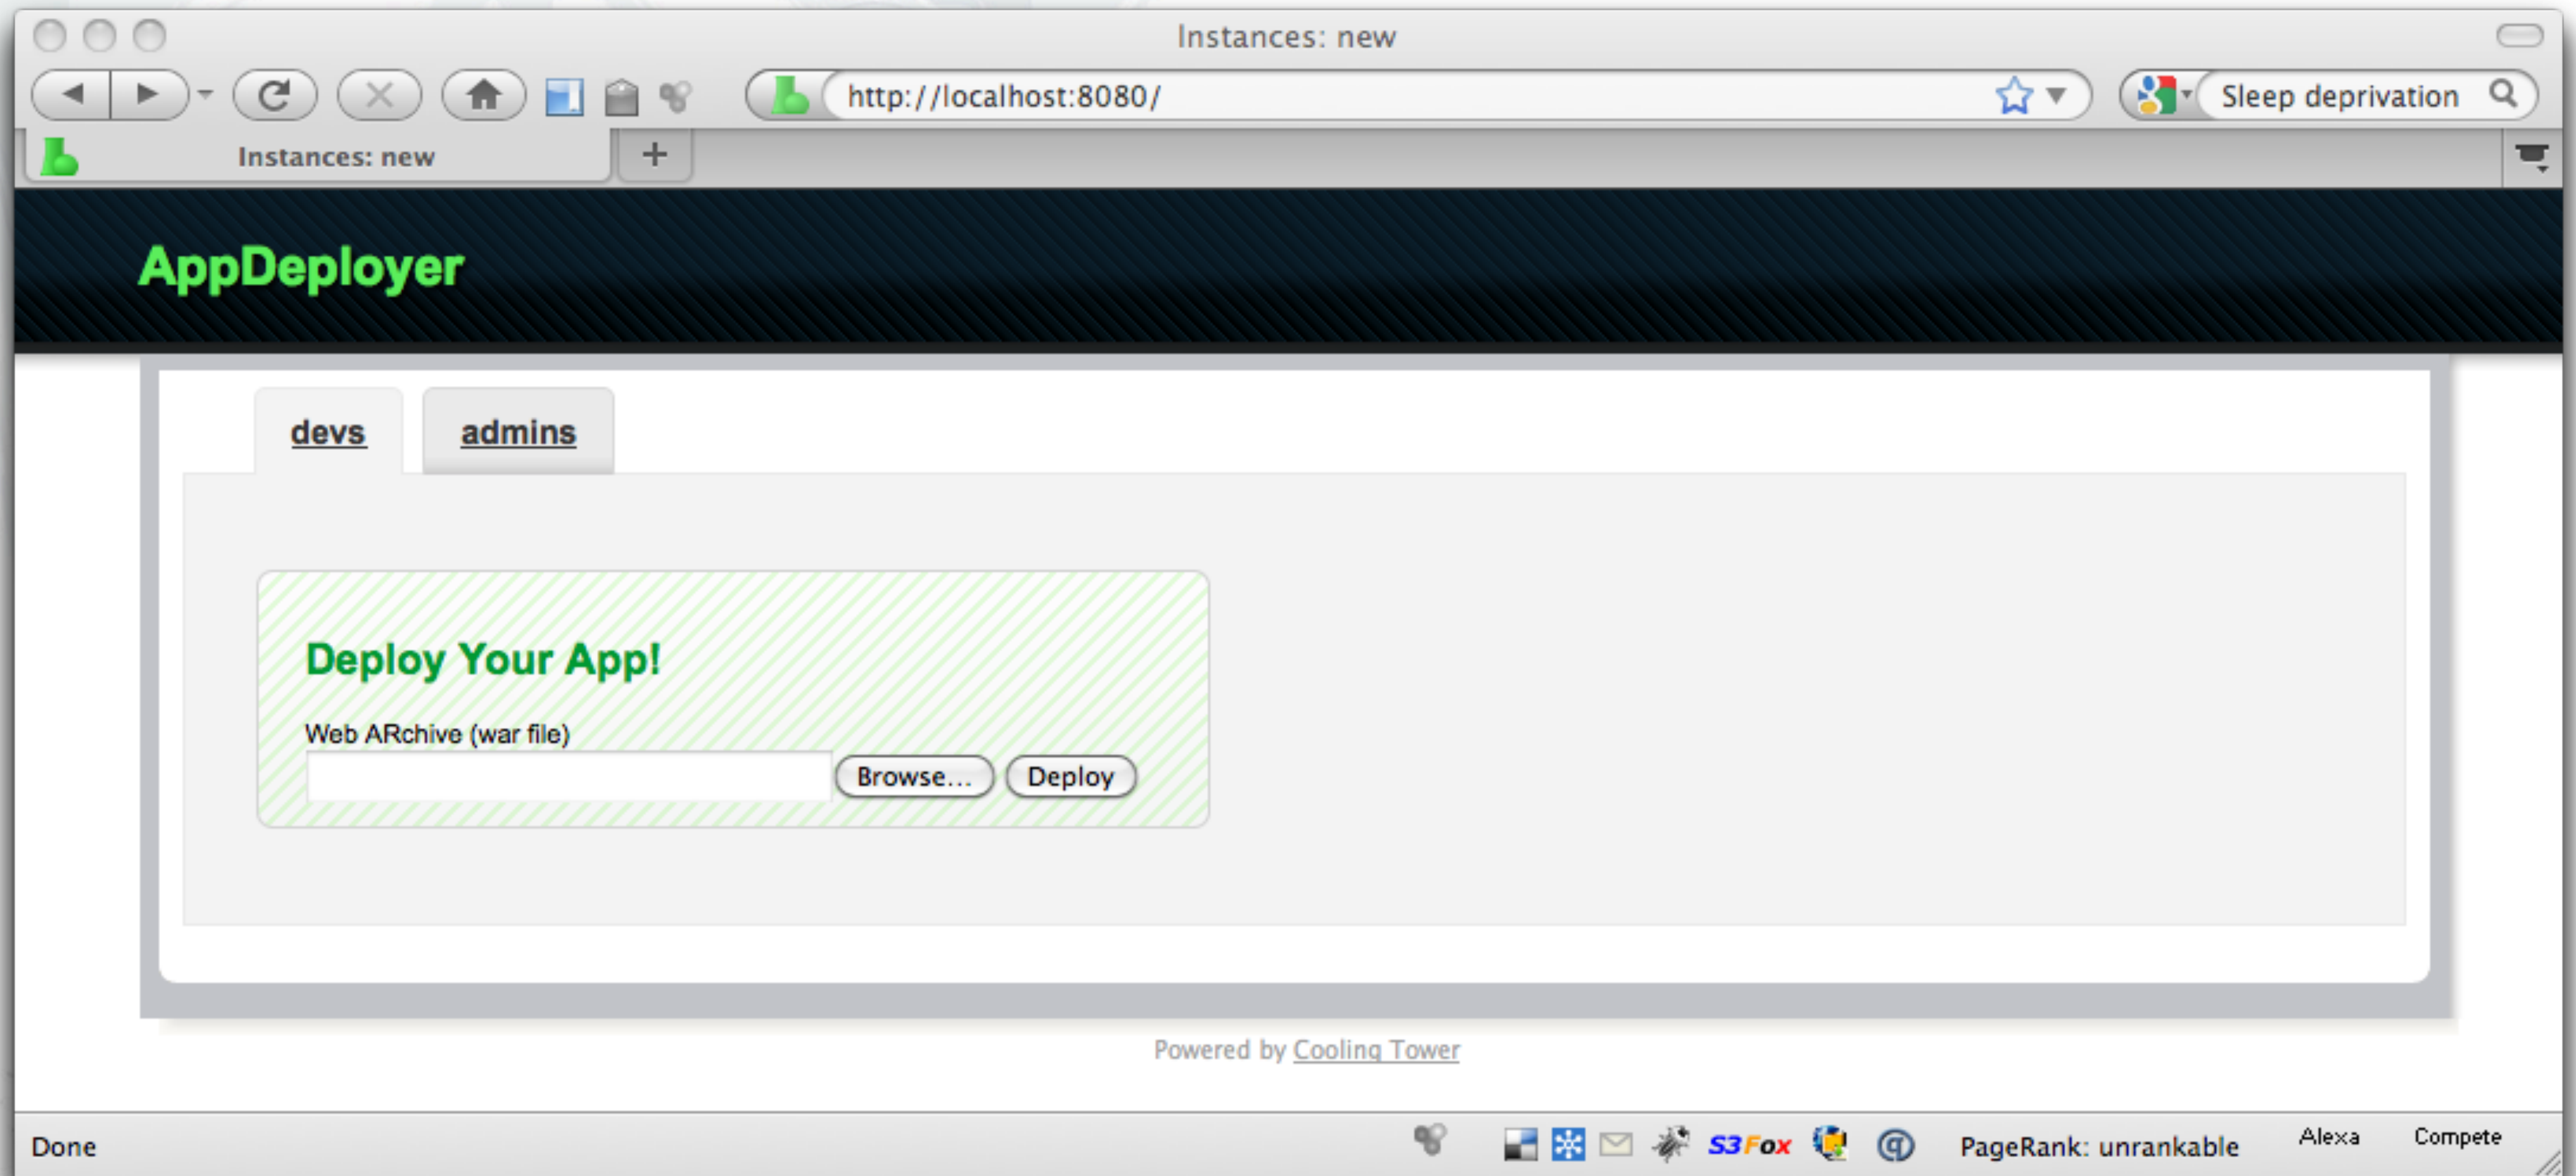 Instances: new
http://localhost:8080/
Sleep deprivation
Instances: new
AppDeployer
devs
admins
Deploy Your App!
Web ARchive (war file)
Browse...
Deploy
Powered by Cooling Tower
Done
S3Fox
PageRank: unrankable
Alexa
Compete